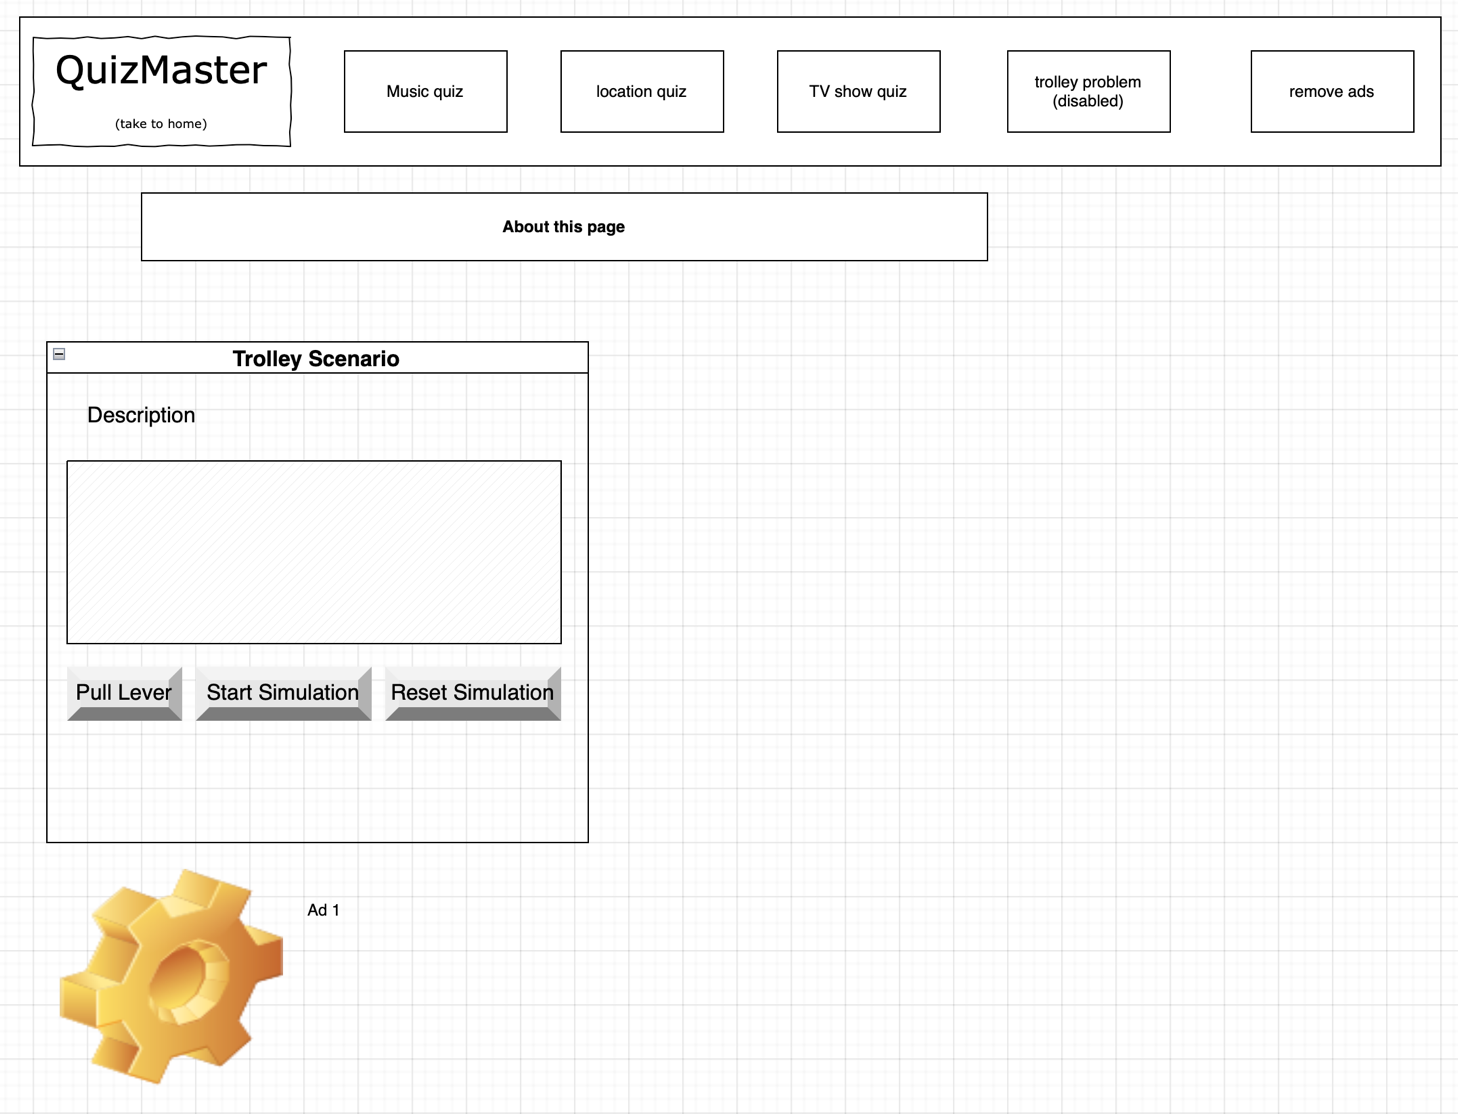 QuizMaster
(take to home)
Music quiz
location quiz
TV show quiz
trolley problem
(disabled)
remove ads
About this page
Trolley Scenario
Description
Pull Lever
Start Simulation
Reset Simulation
Ad 1